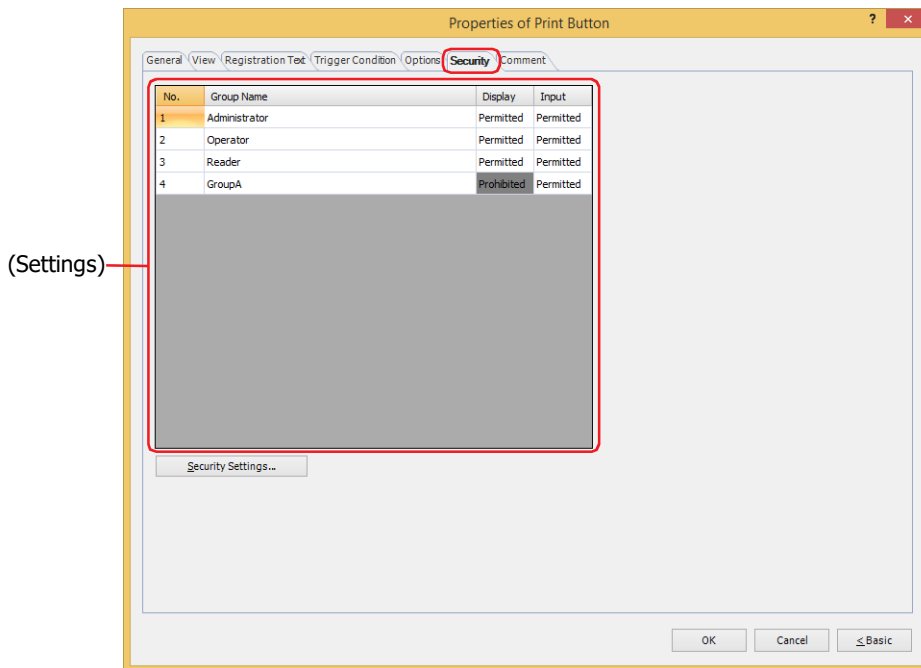 Properties of Print Button ? ×
General View Registration Text Trigger Condition Options Security Comment
No. Group Name Display Input
1 Administrator Permitted Permitted
2 Operator Permitted Permitted
3 Reader Permitted Permitted
4 GroupA Prohibited Permitted
(Settings)
Security Settings...
OK Cancel < Basic